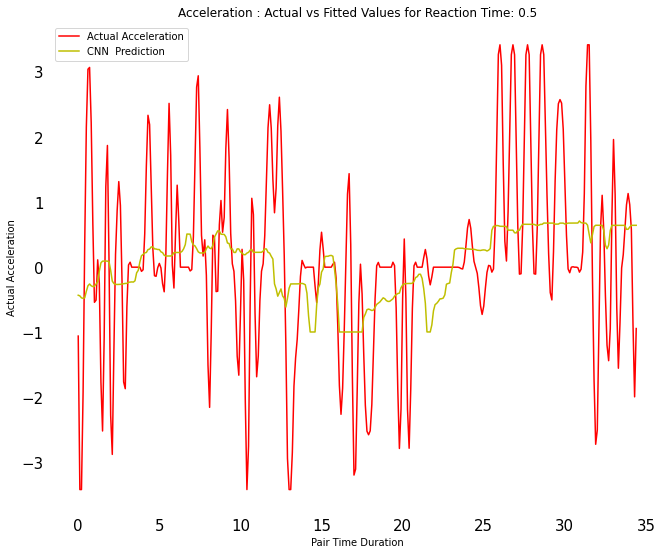 Acceleration : Actual vs Fitted Values for Reaction Time: 0.5
Actual Acceleration
CNN Prediction
3
2
1
0
−1
−2
−3
Actual Acceleration
0 5 10 15 20 25 30 35
Pair Time Duration